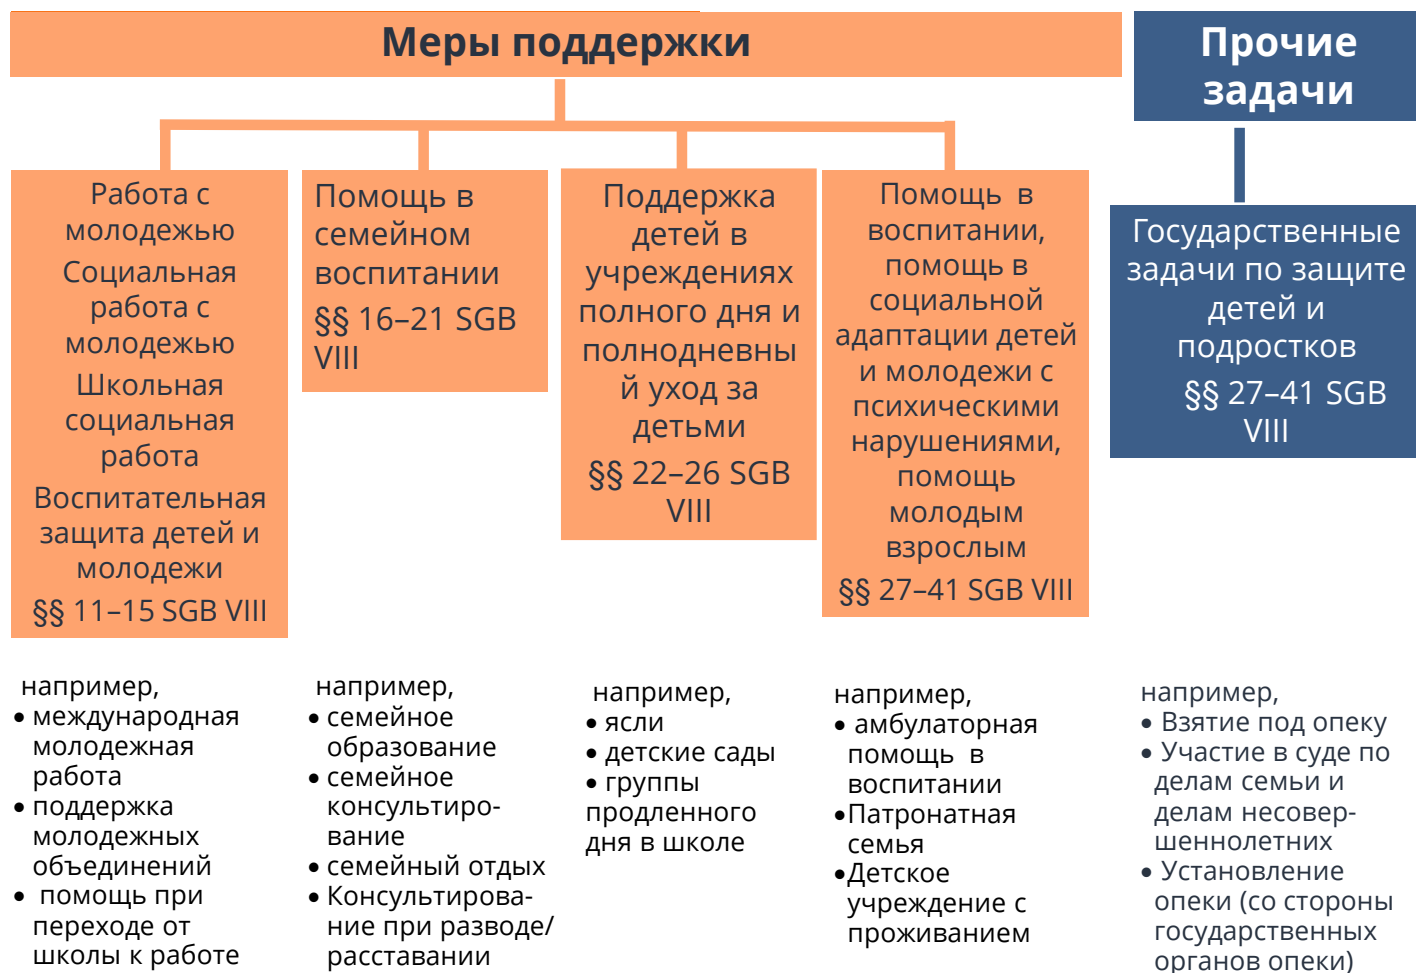 Меры поддержки
Прочие
задачи
Работа с
молодежью
Социальная
работа с
молодежью
Школьная
социальная
работа
Воспитательная
защита детей и
молодежи
§§ 11–15 SGB VIII
Помощь в
семейном
воспитании
§§ 16–21 SGB
VIII
Поддержка
детей в
учреждениях
полного дня и
полнодневны
й уход за
детьми
§§ 22–26 SGB
VIII
Помощь в
воспитании,
помощь в
социальной
адаптации детей
и молодежи с
психическими
нарушениями,
помощь
молодым
взрослым
§§ 27–41 SGB VIII
Государственные
задачи по защите
детей и
подростков
§§ 27–41 SGB
VIII
например,
• международная
молодежная
работа
• поддержка
молодежных
объединений
• помощь при
переходе от
школы к работе
например,
• семейное
образование
• семейное
консультиро-
вание
• семейный отдых
• Консультирова-
ние при разводе/
расставании
например,
• ясли
• детские сады
• группы
продленного
дня в школе
например,
• амбулаторная
помощь в
воспитании
•Патронатная
семья
•Детское
учреждение с
проживанием
например,
• Взятие под опеку
• Участие в суде по
делам семьи и
делам несовер-
шеннолетних
• Установление
опеки (со стороны
государственных
органов опеки)